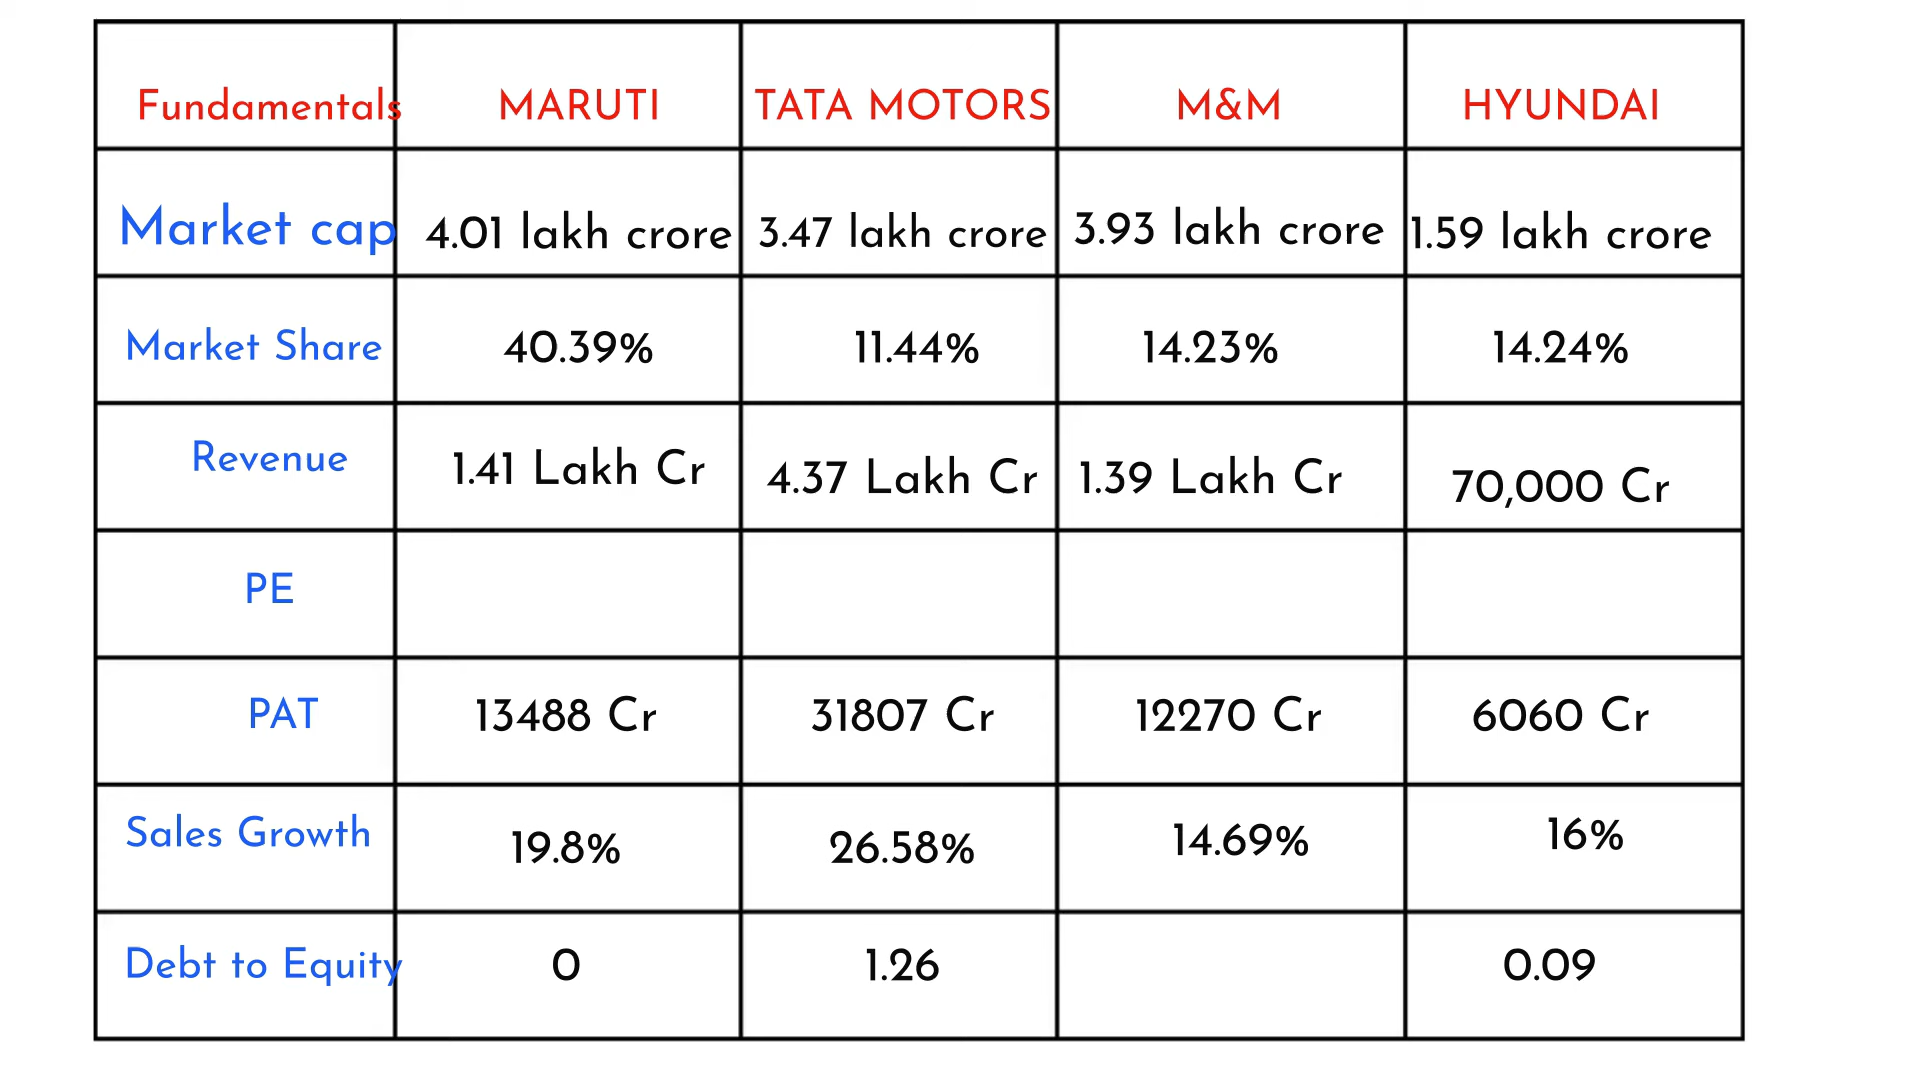 Fundamentals MARUTI TATA MOTORS M&M HYUNDAI
Market cap 4.01 lakh crore 3.47 lakh crore 3.93 lakh crore 1.59 lakh crore
Market Share 40.39% 11.44% 14.23% 14.24%
Revenue 1.41 Lakh Cr 4.37 Lakh Cr 1.39 Lakh Cr 70,000 Cr
PE
PAT 13488 Cr 31807 Cr 12270 Cr 6060 Cr
Sales Growth 19.8% 26.58% 14.69% 16%
Debt to Equity 0 1.26 0.09